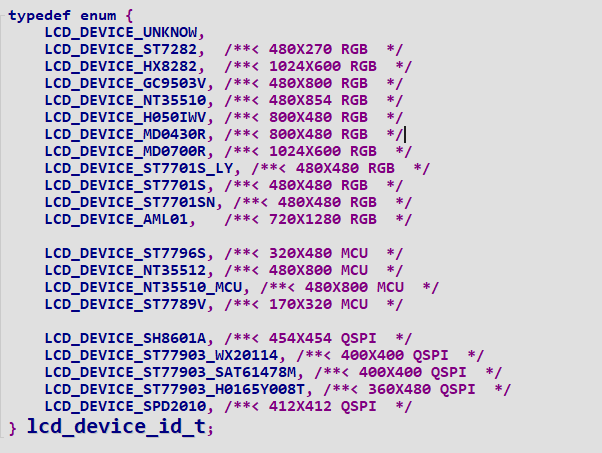 typedef enum {
LCD_DEVICE_UNKNOW,
LCD_DEVICE_ST7282,  /**< 480X270 RGB  */
LCD_DEVICE_HX8282,  /**< 1024X600 RGB  */
LCD_DEVICE_GC9503V, /**< 480X800 RGB  */
LCD_DEVICE_NT35510, /**< 480X854 RGB  */
LCD_DEVICE_H050IWV, /**< 800X480 RGB  */
LCD_DEVICE_MD0430R, /**< 800X480 RGB  */
LCD_DEVICE_MD0700R, /**< 1024X600 RGB  */
LCD_DEVICE_ST7701S_LY, /**< 480X480 RGB  */
LCD_DEVICE_ST7701S, /**< 480X480 RGB  */
LCD_DEVICE_ST7701SN, /**< 480X480 RGB  */
LCD_DEVICE_AML01,   /**< 720X1280 RGB  */
LCD_DEVICE_ST7796S, /**< 320X480 MCU  */
LCD_DEVICE_NT35512, /**< 480X800 MCU  */
LCD_DEVICE_NT35510_MCU, /**< 480X800 MCU  */
LCD_DEVICE_ST7789V, /**< 170X320 MCU  */
LCD_DEVICE_SH8601A, /**< 454X454 QSPI  */
LCD_DEVICE_ST77903_WX20114, /**< 400X400 QSPI  */
LCD_DEVICE_ST77903_SAT61478M, /**< 400X400 QSPI  */
LCD_DEVICE_ST77903_H0165Y008T, /**< 360X480 QSPI  */
LCD_DEVICE_SPD2010, /**< 412X412 QSPI  */
} lcd_device_id_t;